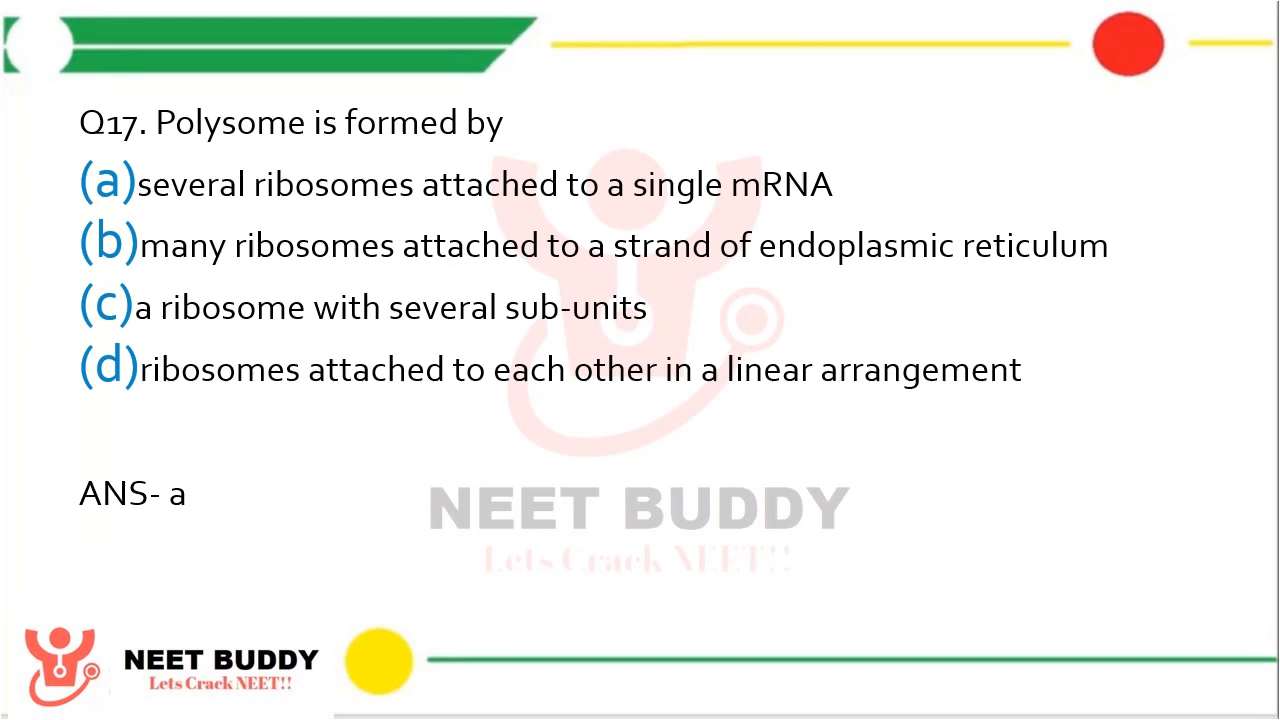 Q17. Polysome is formed by
(a)several ribosomes attached to a single mRNA
(b)many ribosomes attached to a strand of endoplasmic reticulum
(c)a ribosome with several sub-units
(d)ribosomes attached to each other in a linear arrangement
ANS- a
NEET BUDDY
Lets Crack NEET!!
NEET BUDDY
Lets Crack NEET!!